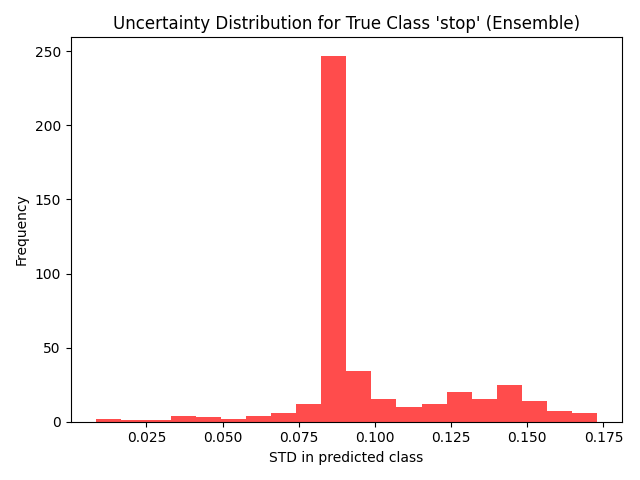 Uncertainty Distribution for True Class 'stop' (Ensemble)
250
200
150
100
50
0
Frequency
0.025 0.050 0.075 0.100 0.125 0.150 0.175
STD in predicted class